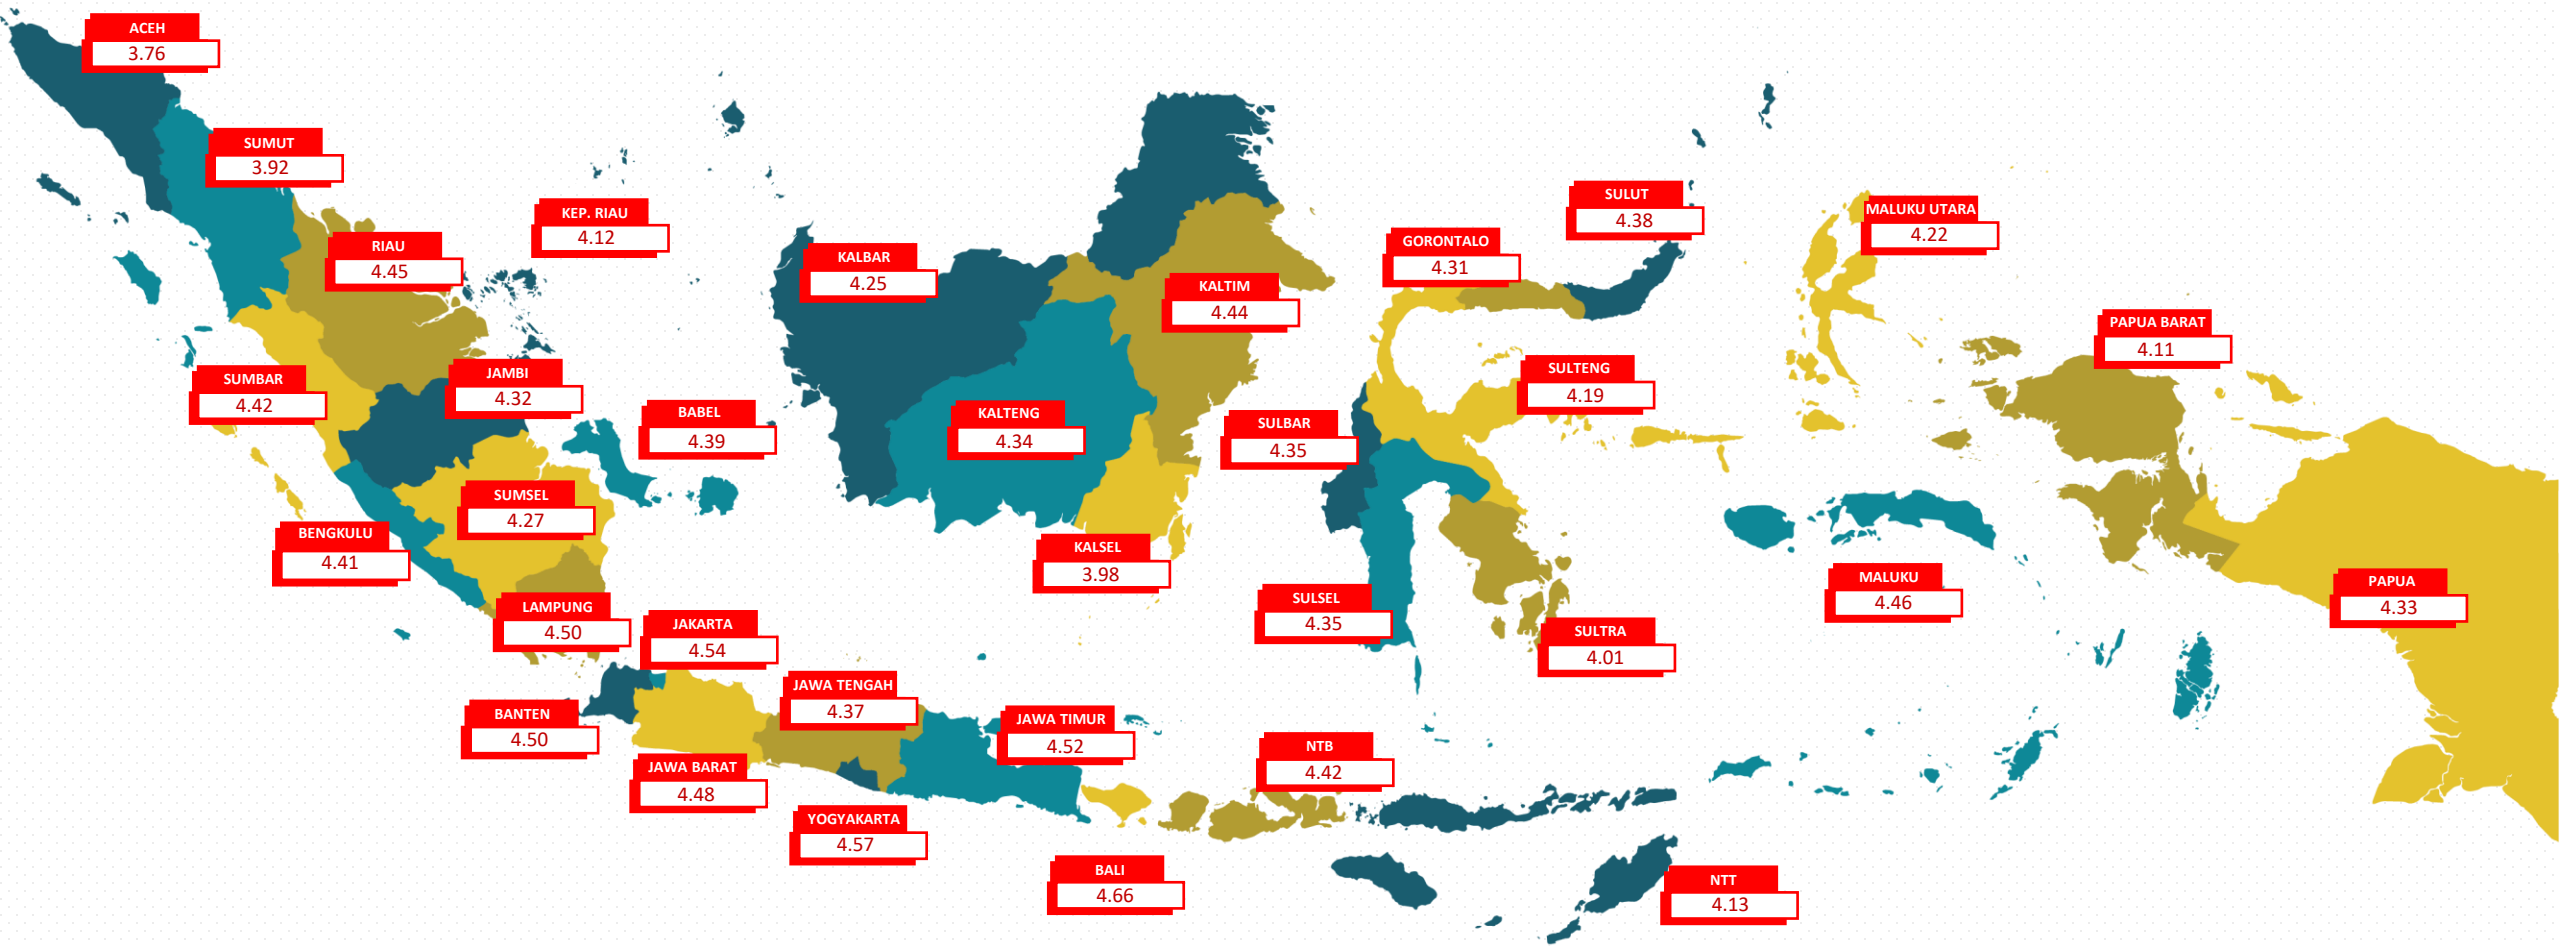 ACEH
3.76
SUMUT
3.92
KEP. RIAU
4.12
RIAU
4.45
SUMBAR
4.42
JAMBI
4.32
BABEL
4.39
SUMSEL
4.27
BENGKULU
4.41
LAMPUNG
4.50
JAKARTA
4.54
BANTEN
4.50
JAWA BARAT
4.48
JAWA TENGAH
4.37
YOGYAKARTA
4.57
JAWA TIMUR
4.52
BALI
4.66
NTB
4.42
NTT
4.13
KALBAR
4.25
KALTENG
4.34
KALTIM
4.44
KALSEL
3.98
SULUT
4.38
GORONTALO
4.31
SULTENG
4.19
SULBAR
4.35
SULSEL
4.35
SULTRA
4.01
MALUKU UTARA
4.22
MALUKU
4.46
PAPUA BARAT
4.11
PAPUA
4.33